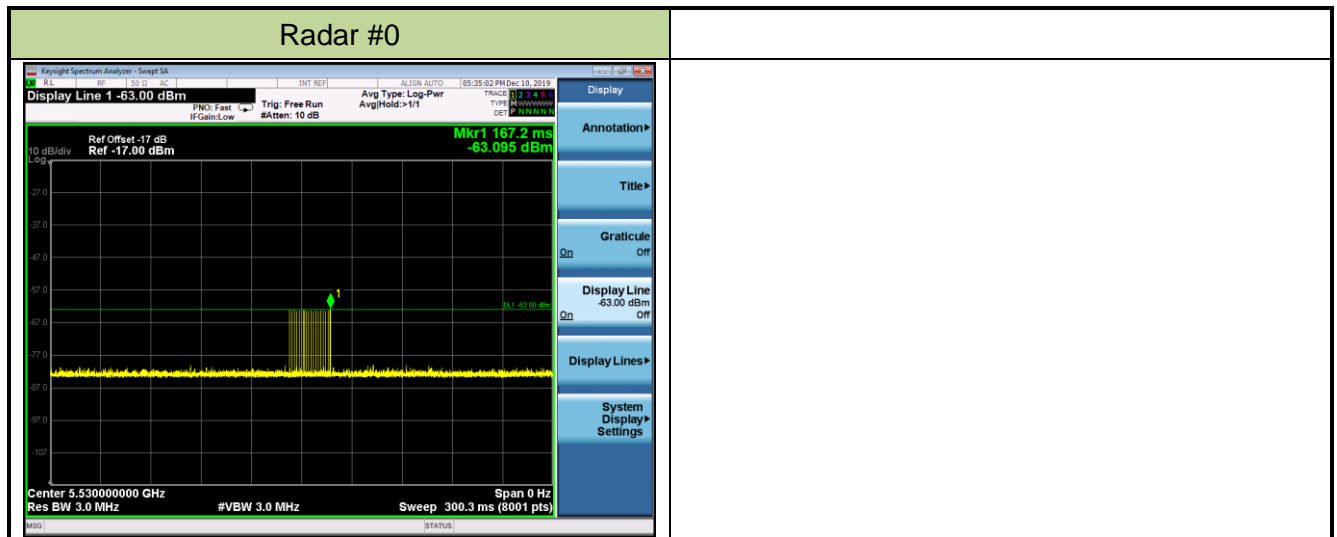 Radar #0
Keysight Spectrum Analyzer - Swept SA
RL RF 50 Ω AC INT REF ALIGN AUTO 05:35:02 PM Dec 10, 2019
Display Line 1 -63.00 dBm
PNO: Fast
IFGain:Low
Trig: Free Run
#Atten: 10 dB
Avg Type: Log-Pwr
Avg|Hold:>1/1
TRACE 1 2 3 4 5 6
TYPE M WWWWW
DET P N N N N N
Mkr1 167.2 ms
-63.095 dBm
Ref Offset -17 dB
10 dB/div Ref -17.00 dBm
Log
-27.0
-37.0
-47.0
-57.0
1
DL1 -63.00 dBm
-67.0
-77.0
-87.0
-97.0
-107
Center 5.530000000 GHz Span 0 Hz
Res BW 3.0 MHz #VBW 3.0 MHz Sweep 300.3 ms (8001 pts)
MSG STATUS
Display
Annotation
Title
Graticule
On Off
Display Line
-63.00 dBm
On Off
Display Lines
System
Display
Settings